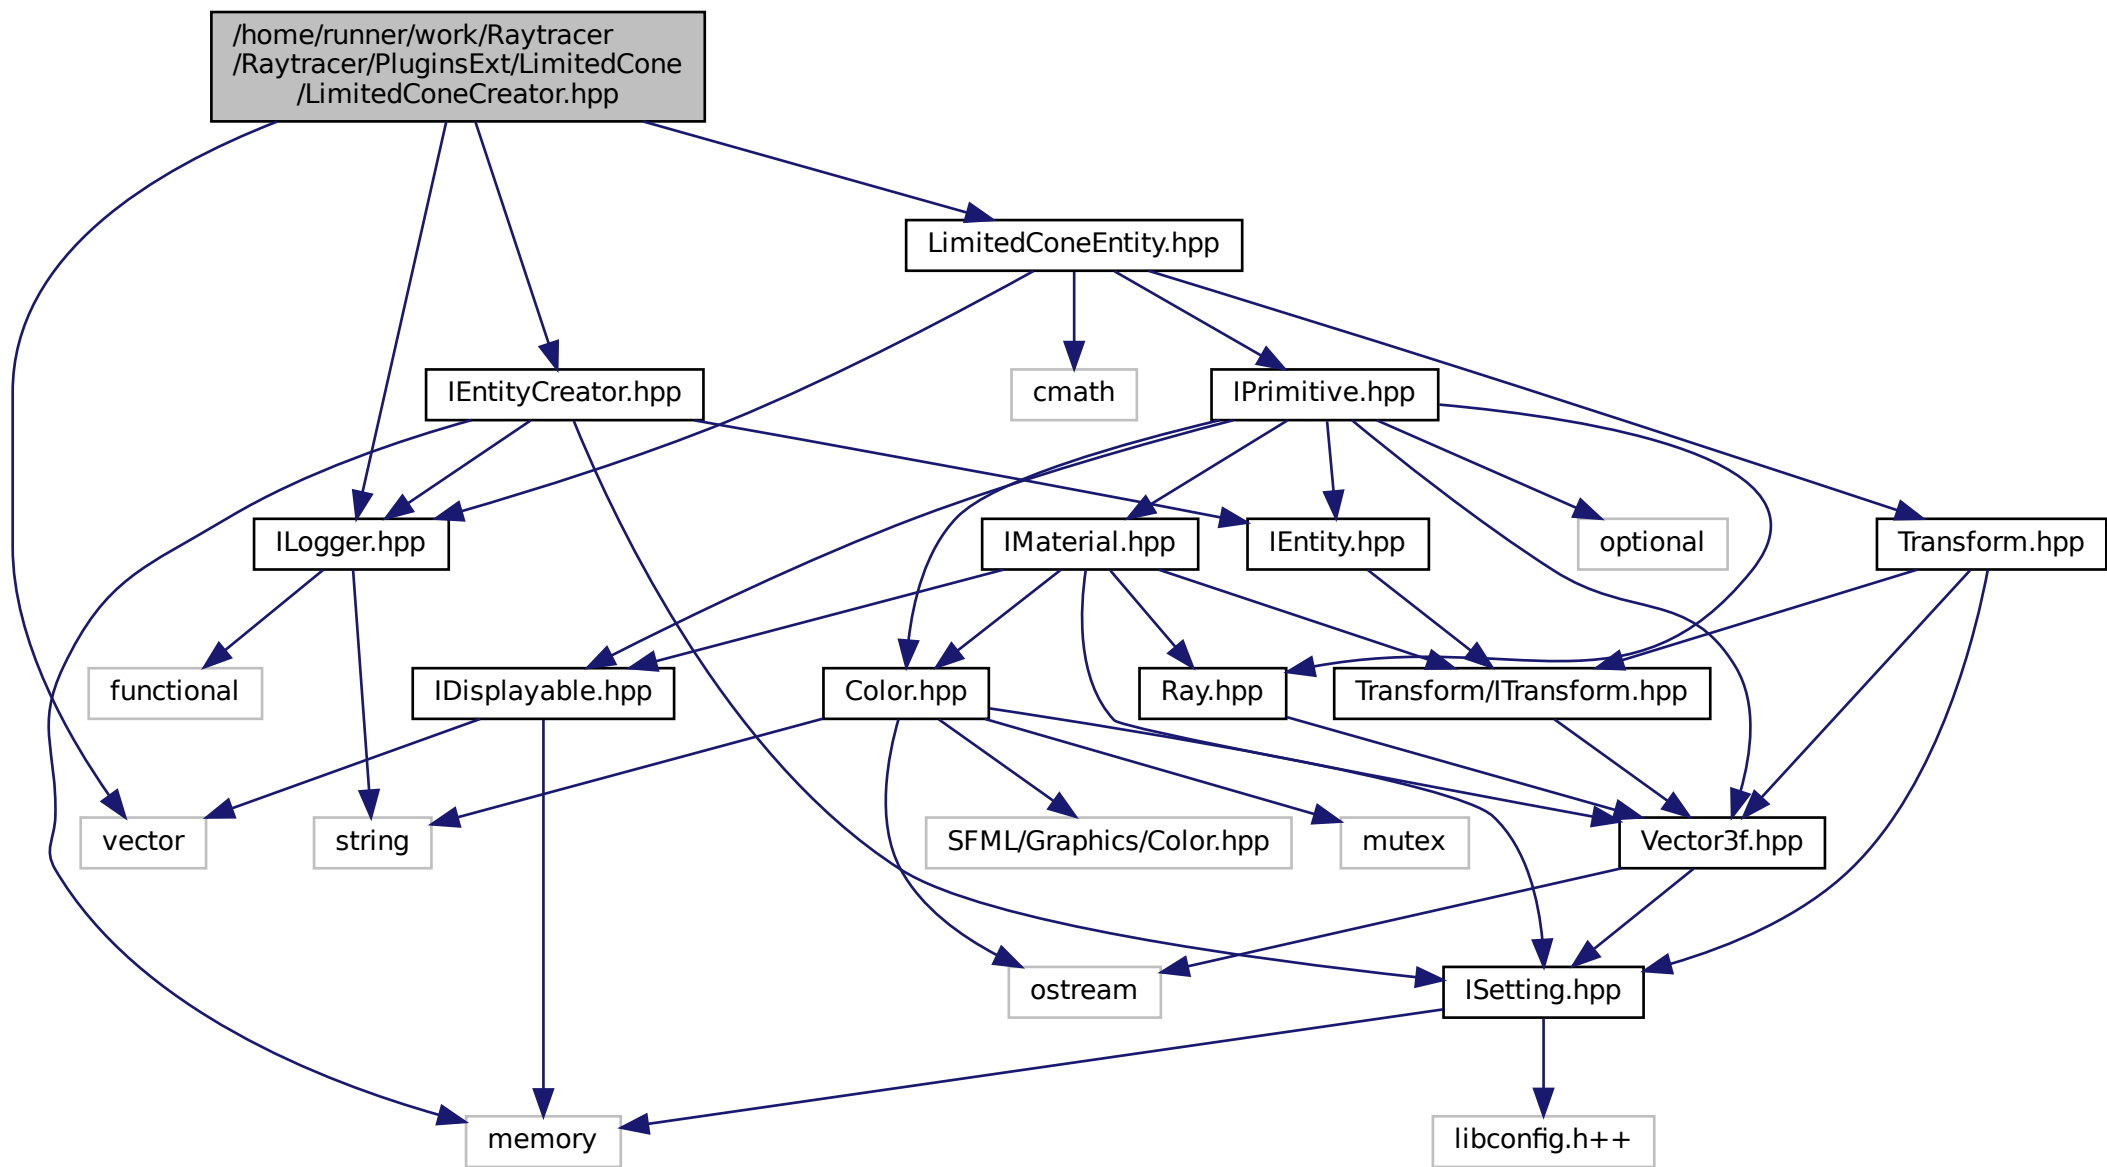 /home/runner/work/Raytracer
/Raytracer/PluginsExt/LimitedCone
/LimitedConeCreator.hpp
LimitedConeEntity.hpp
IEntityCreator.hpp
cmath
IPrimitive.hpp
ILogger.hpp
IMaterial.hpp
IEntity.hpp
optional
Transform.hpp
functional
IDisplayable.hpp
Color.hpp
Ray.hpp
Transform/ITransform.hpp
vector
string
SFML/Graphics/Color.hpp
mutex
Vector3f.hpp
ostream
ISetting.hpp
memory
libconfig.h++